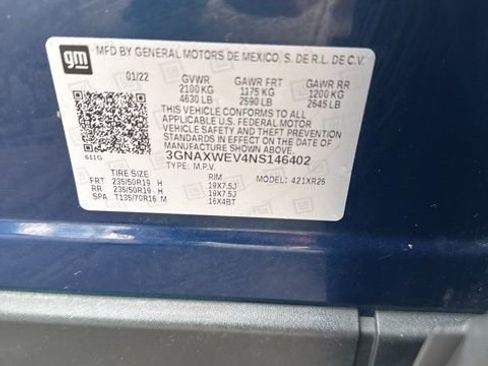 gm
MFD BY GENERAL MOTORS DE MEXICO, S. DE R.L. DE C.V.
01/22 GVWR GAWR FRT GAWR RR
2100 KG 1175 KG 1200 KG
4630 LB 2590 LB 2645 LB
THIS VEHICLE CONFORMS TO ALL
APPLICABLE U.S. FEDERAL MOTOR
VEHICLE SAFETY AND THEFT
PREVENTION STANDARDS IN
EFFECT ON THE DATE OF
MANUFACTURE SHOWN ABOVE.
3GNAXWEV4NS146402
611G
TYPE: M.P.V. MODEL: 421XR26
TIRE SIZE RIM
FRT 235/50R19 H 19X7.5J
RR 235/50R19 H 19X7.5J
SPA T135/70R16 M 16X4BT